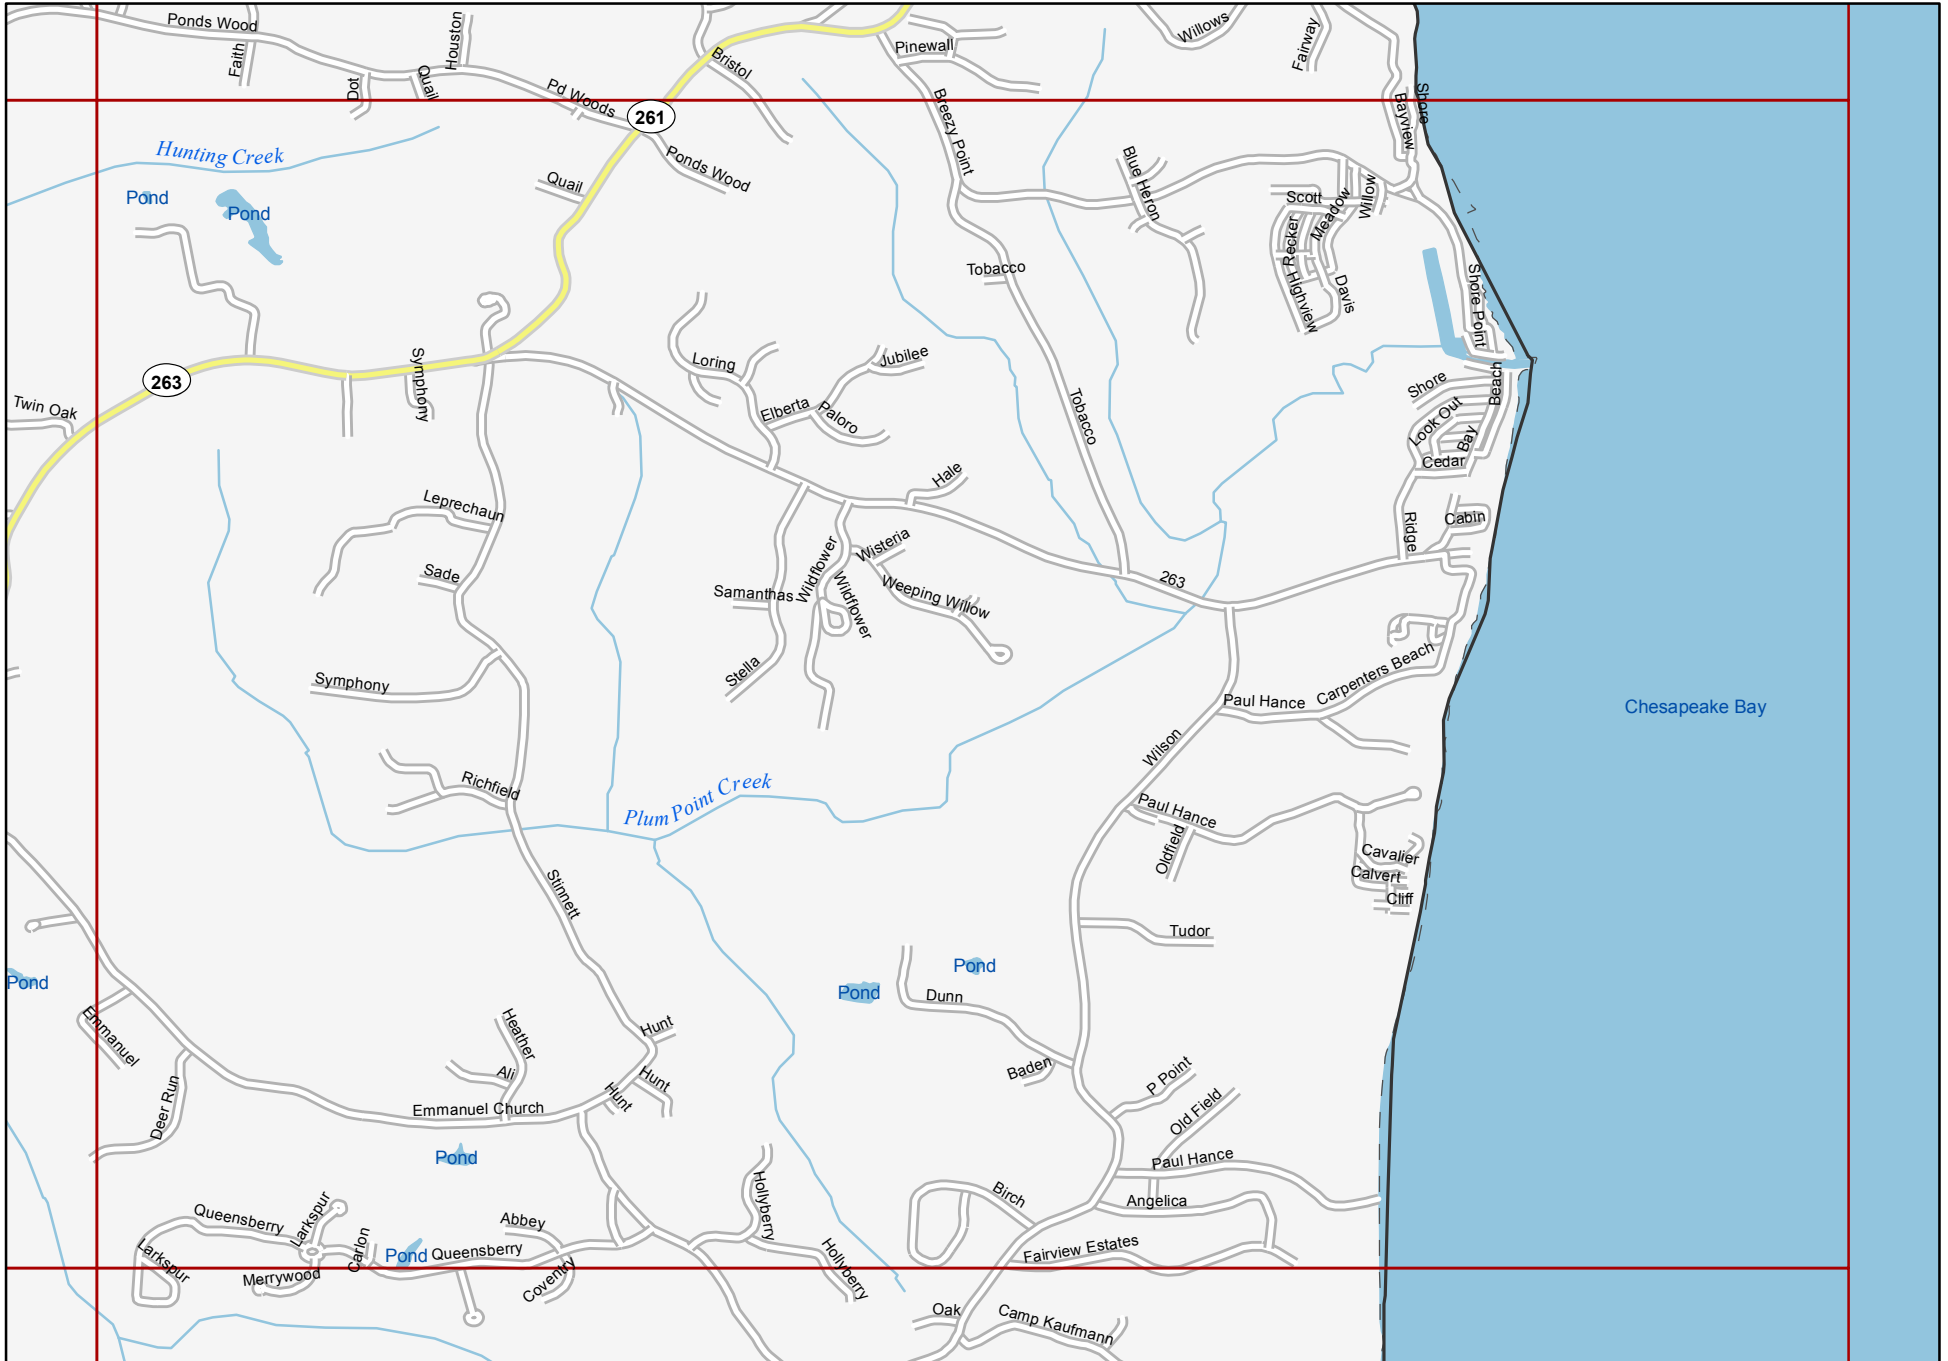 Ponds Wood
Faith
Houston
Dot
Quail
Pd Woods
Bristol
261
Pinewall
Willows
Fairway
Breezy Point
Bayview
Shore
Hunting Creek
Pond
Pond
Quail
Ponds Wood
Blue Heron
Scott
Meadow
Willow
Recker
Highview
Davis
Shore Point
Tobacco
263
Twin Oak
Symphony
Loring
Jubilee
Elberta
Paloro
Tobacco
Shore
Beach
Look Out
Bay
Cedar
Hale
Leprechaun
Ridge
Cabin
Sade
Wisteria
Wildflower
Wildflower
Samanthas
Weeping Willow
263
Stella
Symphony
Carpenters Beach
Paul Hance
Chesapeake Bay
Wilson
Richfield
Plum Point Creek
Paul Hance
Oldfield
Cavalier
Calvert
Cliff
Stinnett
Tudor
Pond
Pond
Pond
Dunn
Emmanuel
Heather
Hunt
Ali
Hunt
Hunt
Baden
P Point
Old Field
Deer Run
Emmanuel Church
Pond
Paul Hance
Angelica
Birch
Hollyberry
Queensberry
Larkspur
Abbey
Carlon
Pond
Queensberry
Larkspur
Merrywood
Coventry
Hollyberry
Fairview Estates
Oak
Camp Kaufmann